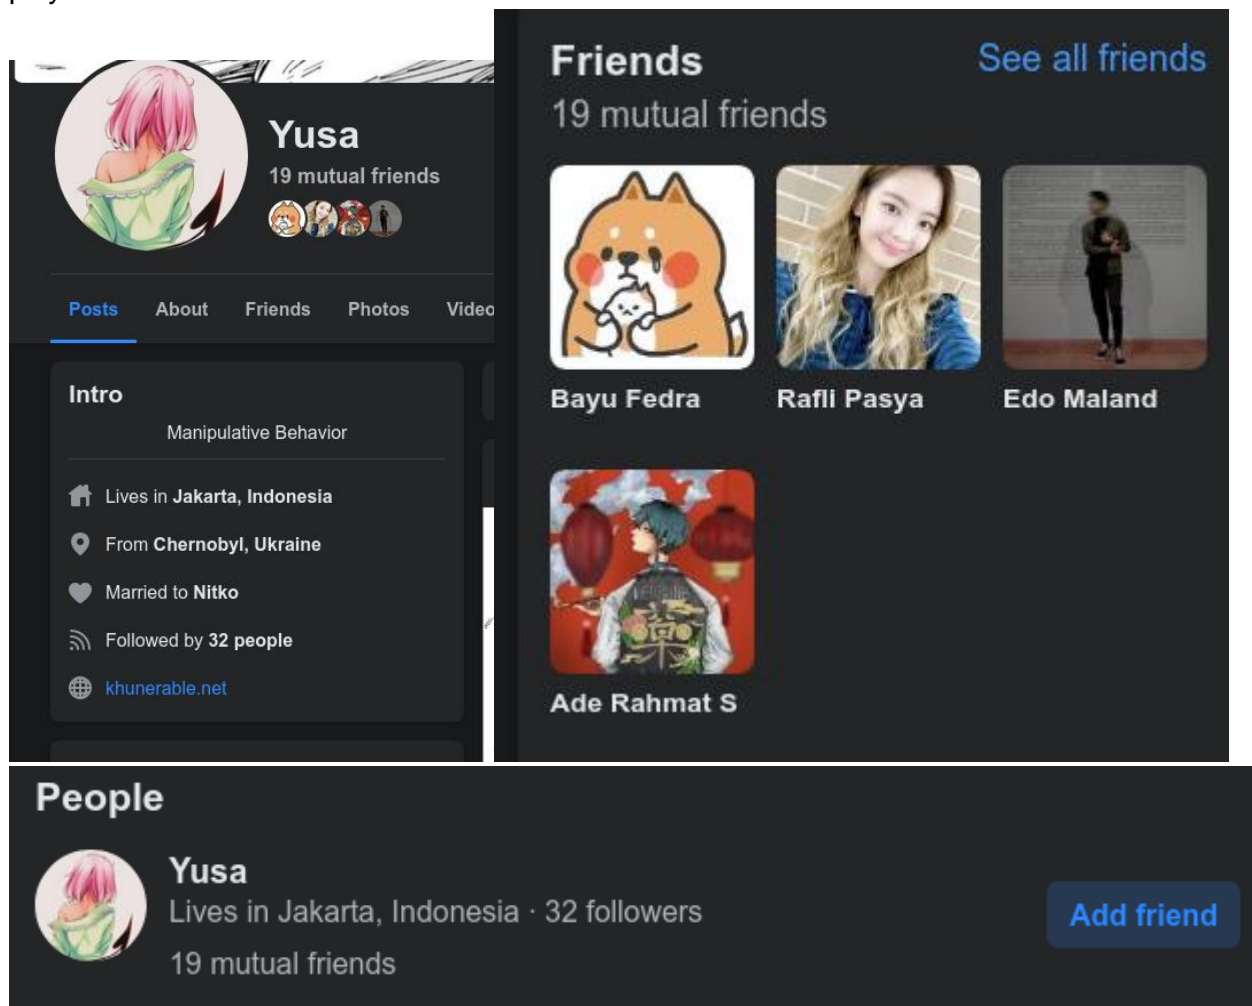 Yusa
19 mutual friends
Posts About Friends Photos Video
Intro
Manipulative Behavior
Lives in Jakarta, Indonesia
From Chernobyl, Ukraine
Married to Nitko
Followed by 32 people
khunerable.net
Friends See all friends
19 mutual friends
Bayu Fedra Rafli Pasya Edo Maland
Ade Rahmat S
People
Yusa
Lives in Jakarta, Indonesia · 32 followers
19 mutual friends
Add friend